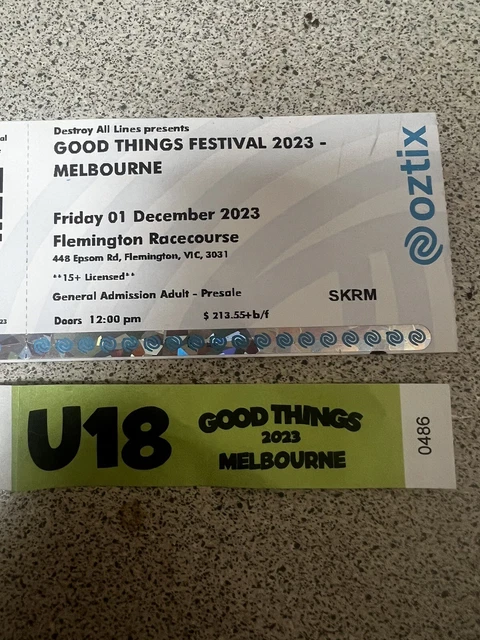 Destroy All Lines presents
GOOD THINGS FESTIVAL 2023 -
MELBOURNE
Friday 01 December 2023
Flemington Racecourse
448 Epsom Rd, Flemington, VIC, 3031
**15+ Licensed**
General Admission Adult - Presale
SKRM
Doors 12:00 pm
$ 213.55+b/f
oztix
U18
GOOD THINGS
2023
MELBOURNE
0486